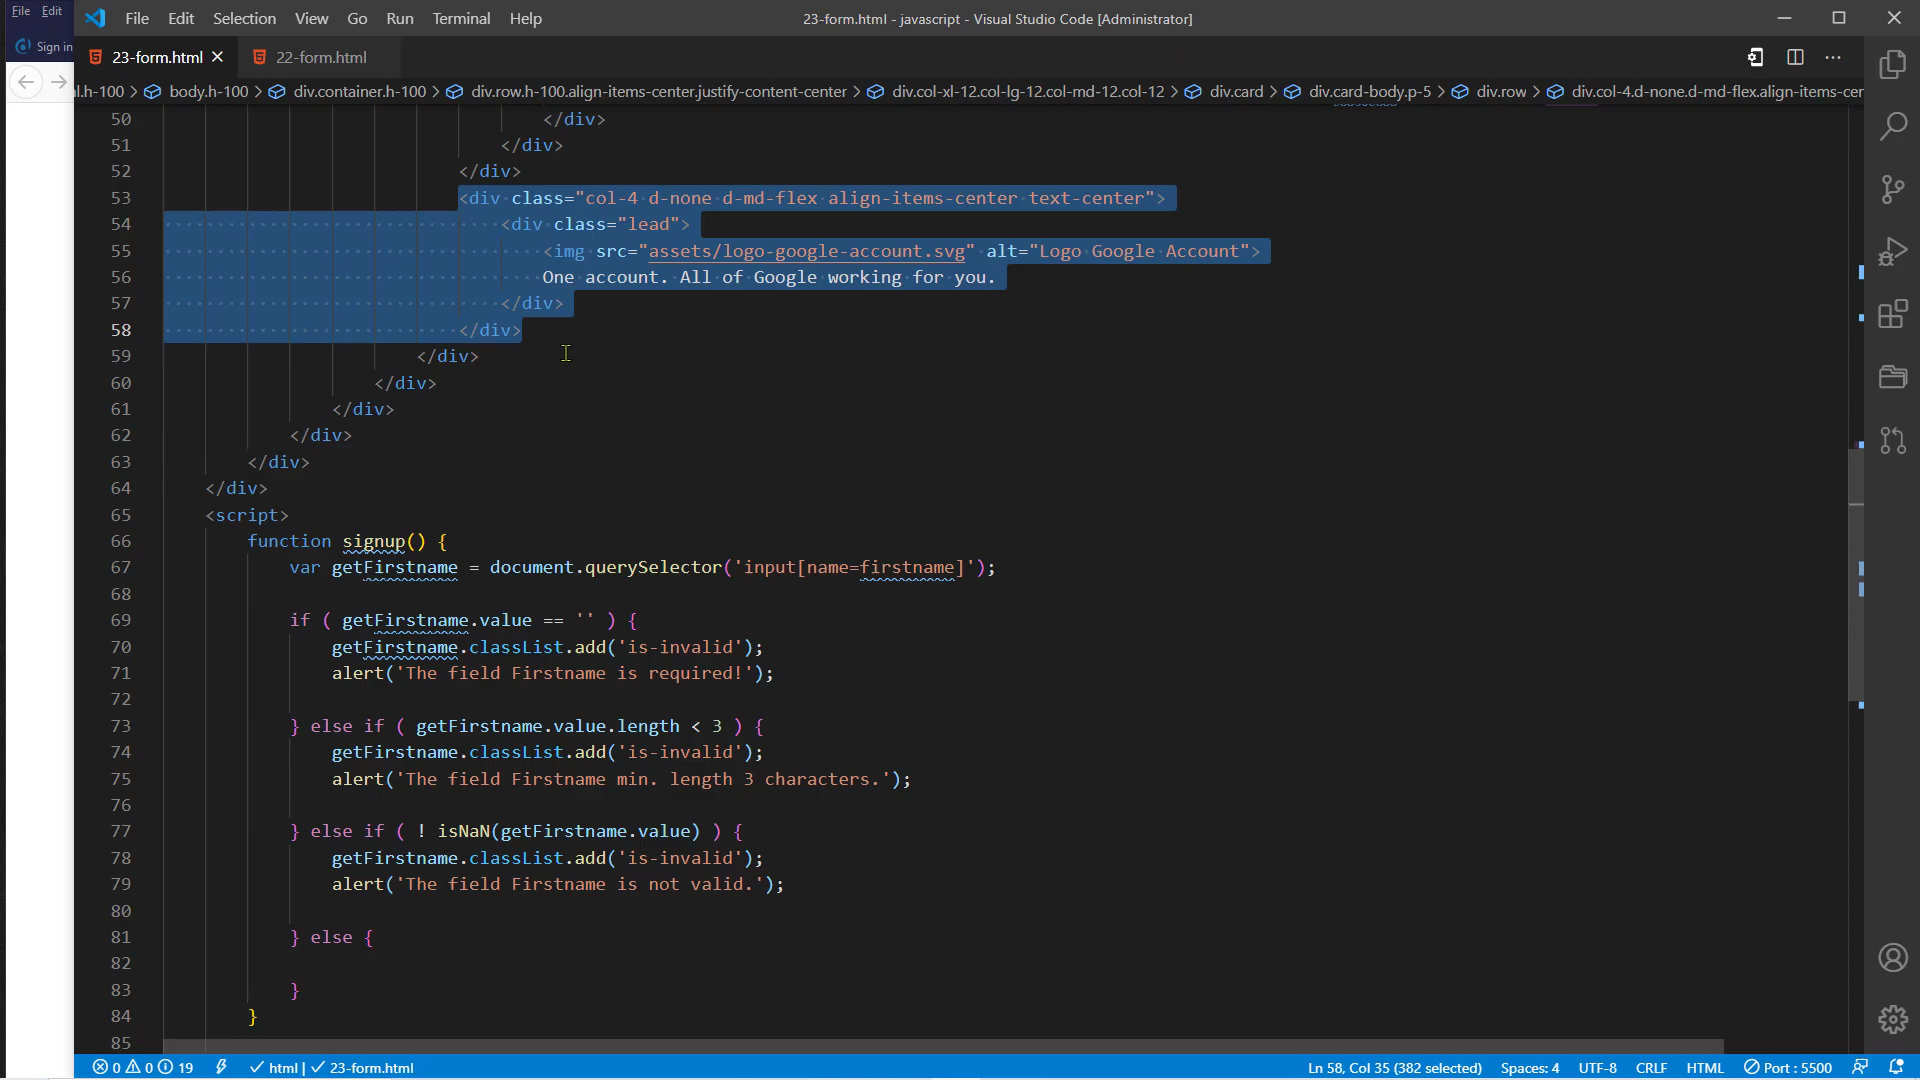 File Edit
Sign in
File Edit Selection View Go Run Terminal Help
23-form.html - javascript - Visual Studio Code [Administrator]
23-form.html
22-form.html
l.h-100 > body.h-100 > div.container.h-100 > div.row.h-100.align-items-center.justify-content-center > div.col-xl-12.col-lg-12.col-md-12.col-12 > div.card > div.card-body.p-5 > div.row > div.col-4.d-none.d-md-flex.align-items-cer
50 </div>
51 </div>
52 </div>
53 <div class="col-4 d-none d-md-flex align-items-center text-center">
54 <div class="lead">
55 <img src="assets/logo-google-account.svg" alt="Logo Google Account">
56 One account. All of Google working for you.
57 </div>
58 </div>
59 </div>
60 </div>
61 </div>
62 </div>
63 </div>
64 </div>
65 <script>
66 function signup() {
67 var getFirstname = document.querySelector('input[name=firstname]');
68
69 if ( getFirstname.value == '' ) {
70 getFirstname.classList.add('is-invalid');
71 alert('The field Firstname is required!');
72
73 } else if ( getFirstname.value.length < 3 ) {
74 getFirstname.classList.add('is-invalid');
75 alert('The field Firstname min. length 3 characters.');
76
77 } else if ( ! isNaN(getFirstname.value) ) {
78 getFirstname.classList.add('is-invalid');
79 alert('The field Firstname is not valid.');
80
81 } else {
82
83 }
84 }
85
0 0 19 html | 23-form.html
Ln 58, Col 35 (382 selected) Spaces: 4 UTF-8 CRLF HTML Port : 5500